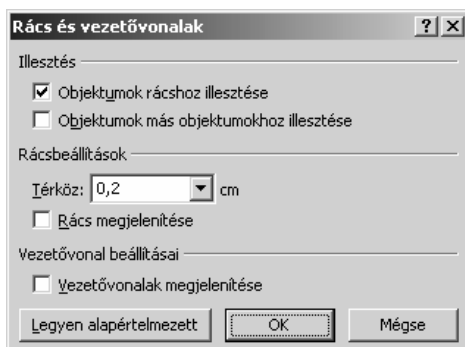 Rács és vezetővonalak
Illesztés
Objektumok rácshoz illesztése
Objektumok más objektumokhoz illesztése
Rácsbeállítások
Térköz: 0,2 cm
Rács megjelenítése
Vezetővonal beállításai
Vezetővonalak megjelenítése
Legyen alapértelmezett OK Mégse